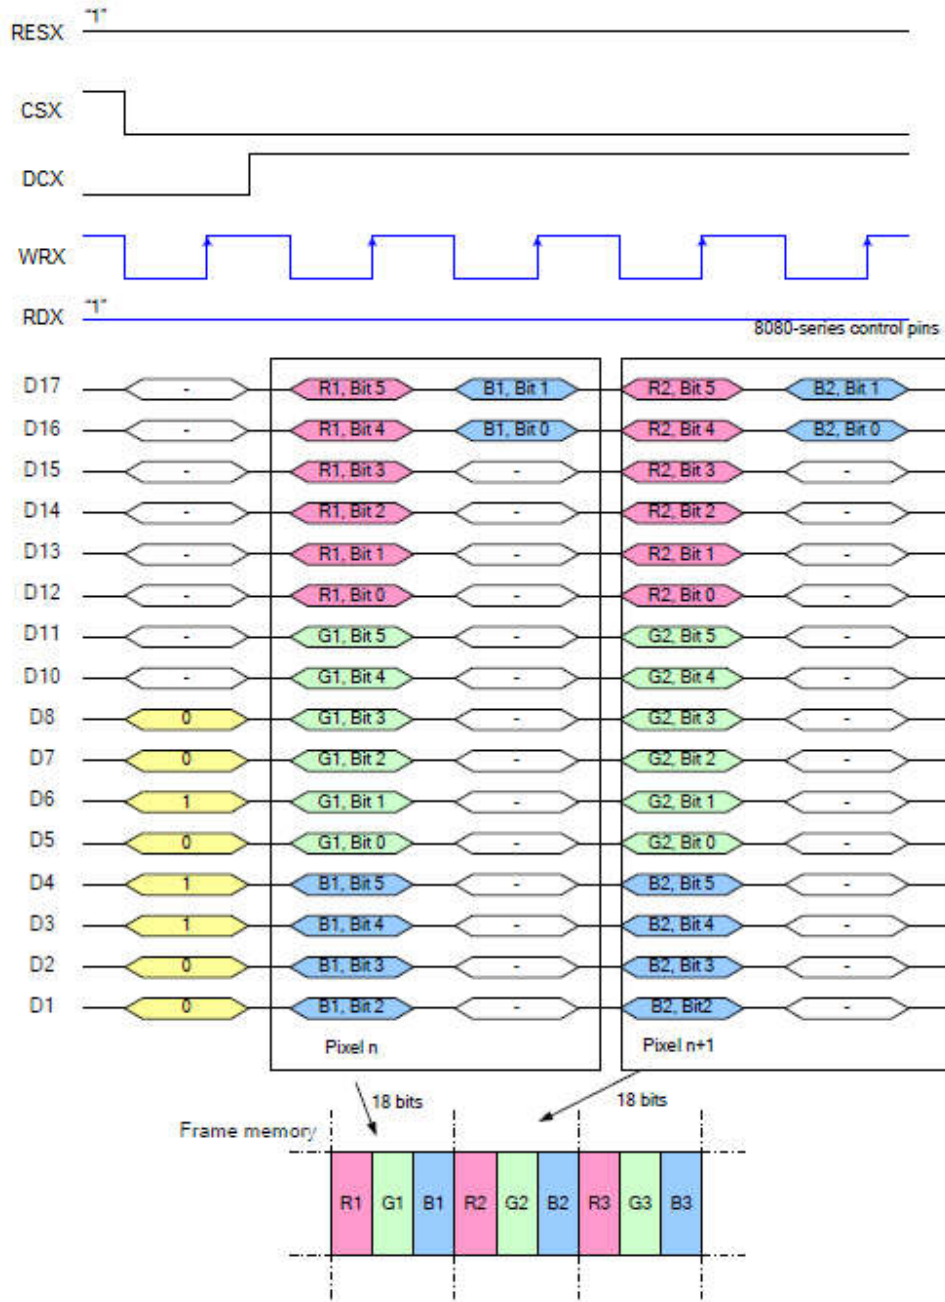 RESX "1"
CSX
DCX
WRX
RDX "1"
8080-series control pins
D17 - R1, Bit 5 B1, Bit 1 R2, Bit 5 B2, Bit 1
D16 - R1, Bit 4 B1, Bit 0 R2, Bit 4 B2, Bit 0
D15 - R1, Bit 3 - R2, Bit 3 -
D14 - R1, Bit 2 - R2, Bit 2 -
D13 - R1, Bit 1 - R2, Bit 1 -
D12 - R1, Bit 0 - R2, Bit 0 -
D11 - G1, Bit 5 - G2, Bit 5 -
D10 - G1, Bit 4 - G2, Bit 4 -
D8 0 G1, Bit 3 - G2, Bit 3 -
D7 0 G1, Bit 2 - G2, Bit 2 -
D6 1 G1, Bit 1 - G2, Bit 1 -
D5 0 G1, Bit 0 - G2, Bit 0 -
D4 1 B1, Bit 5 - B2, Bit 5 -
D3 1 B1, Bit 4 - B2, Bit 4 -
D2 0 B1, Bit 3 - B2, Bit 3 -
D1 0 B1, Bit 2 - B2, Bit2 -
Pixel n Pixel n+1
18 bits 18 bits
Frame memory
R1 G1 B1 R2 G2 B2 R3 G3 B3